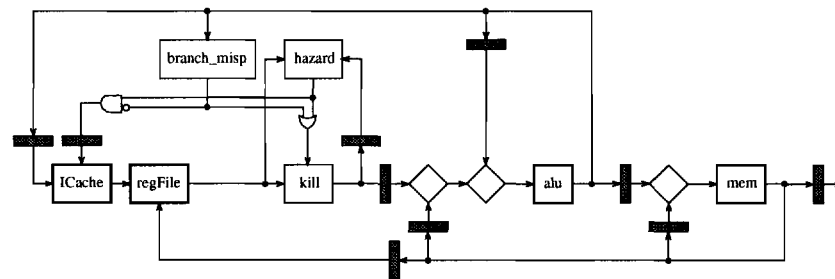 branch_misp
hazard
ICache
regFile
kill
alu
mem